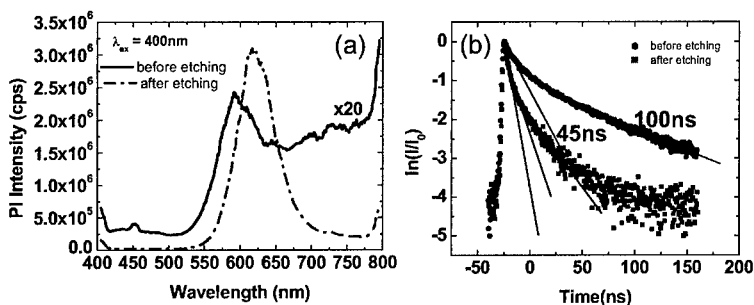 (a)
λex = 400nm
before etching
after etching
x20
PI Intensity (cps)
3.5x10⁶
3.0x10⁶
2.5x10⁶
2.0x10⁶
1.5x10⁶
1.0x10⁶
5.0x10⁵
0.0
400 450 500 550 600 650 700 750 800
Wavelength (nm)
(b)
before etching
after etching
100ns
45ns
ln(I/I₀)
0
-1
-2
-3
-4
-5
-50 0 50 100 150 200
Time(ns)